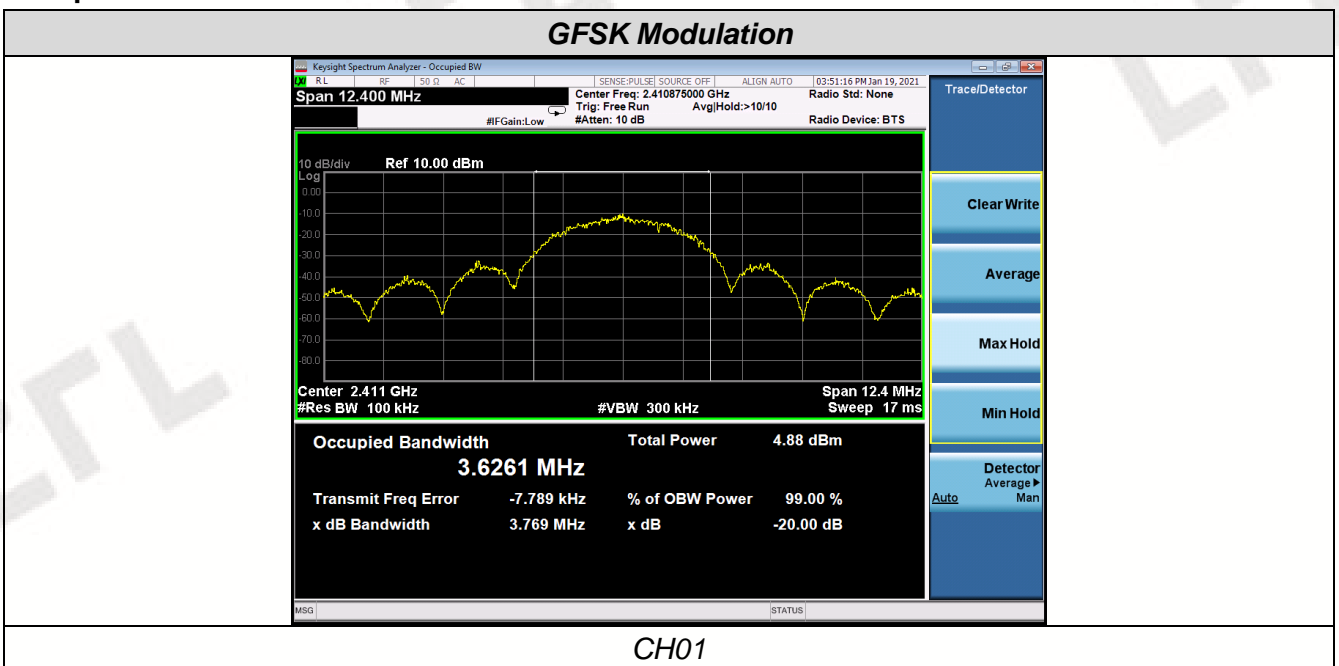 GFSK Modulation
Keysight Spectrum Analyzer - Occupied BW
LXI RL RF 50 Ω AC SENSE:PULSE SOURCE OFF ALIGN AUTO 03:51:16 PM Jan 19, 2021
Span 12.400 MHz
Center Freq: 2.410875000 GHz Radio Std: None
Trig: Free Run Avg|Hold:>10/10
#IFGain:Low #Atten: 10 dB Radio Device: BTS
10 dB/div Ref 10.00 dBm
Log
0.00
-10.0
-20.0
-30.0
-40.0
-50.0
-60.0
-70.0
-80.0
Center 2.411 GHz Span 12.4 MHz
#Res BW 100 kHz #VBW 300 kHz Sweep 17 ms
Occupied Bandwidth Total Power 4.88 dBm
3.6261 MHz
Transmit Freq Error -7.789 kHz % of OBW Power 99.00 %
x dB Bandwidth 3.769 MHz x dB -20.00 dB
MSG STATUS
Trace/Detector
Clear Write
Average
Max Hold
Min Hold
Detector
Average▶
Auto Man
CH01